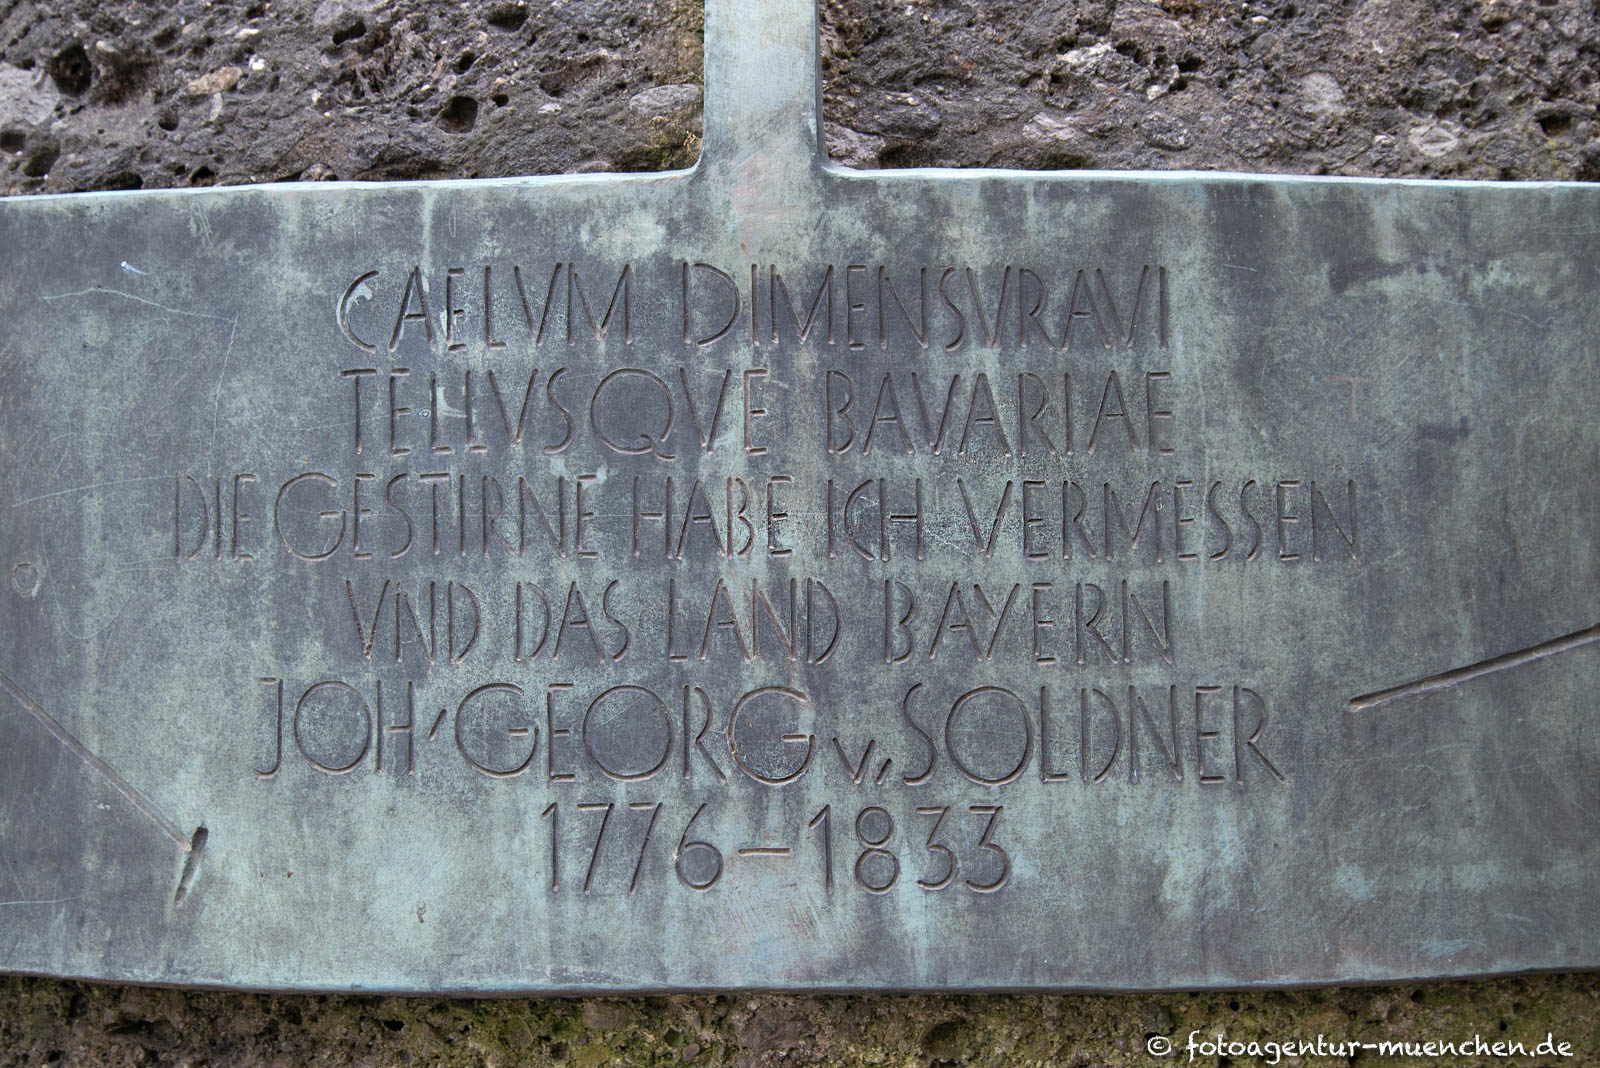 CAELVM DIMENSVRAVI
TELLVSQVE BAVARIAE
DIE GESTIRNE HABE ICH VERMESSEN
VND DAS LAND BAYERN
JOH, GEORG v, SOLDNER
1776-1833
© fotoagentur-muenchen.de